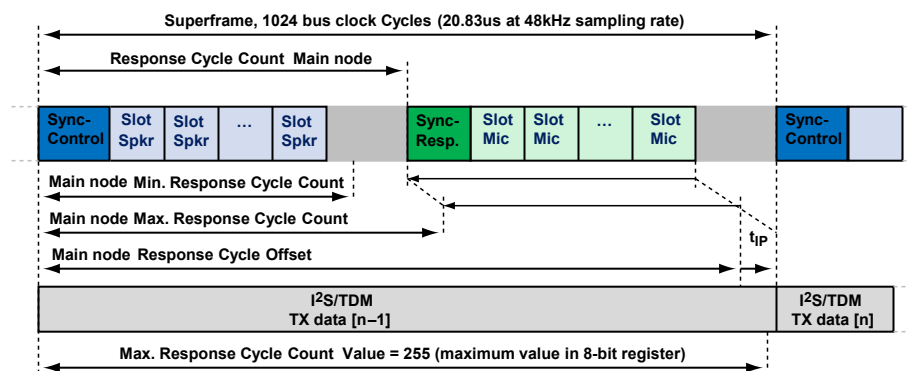 Superframe, 1024 bus clock Cycles (20.83us at 48kHz sampling rate)
Response Cycle Count Main node
Sync-
Control
Slot
Spkr
Slot
Spkr
...
Slot
Spkr
Sync-
Resp.
Slot
Mic
Slot
Mic
...
Slot
Mic
Sync-
Control
Main node Min. Response Cycle Count
Main node Max. Response Cycle Count
tIP
Main node Response Cycle Offset
I²S/TDM
TX data [n–1]
I²S/TDM
TX data [n]
Max. Response Cycle Count Value = 255 (maximum value in 8-bit register)